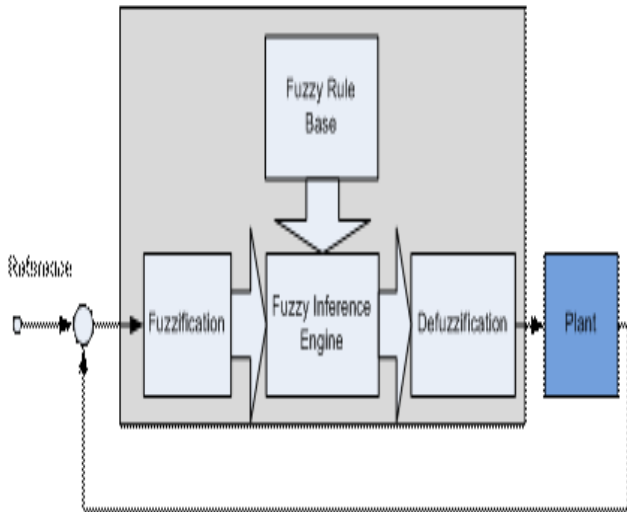 Fuzzy Rule
Base
Reference
Fuzzification
Fuzzy Inference
Engine
Defuzzification
Plant